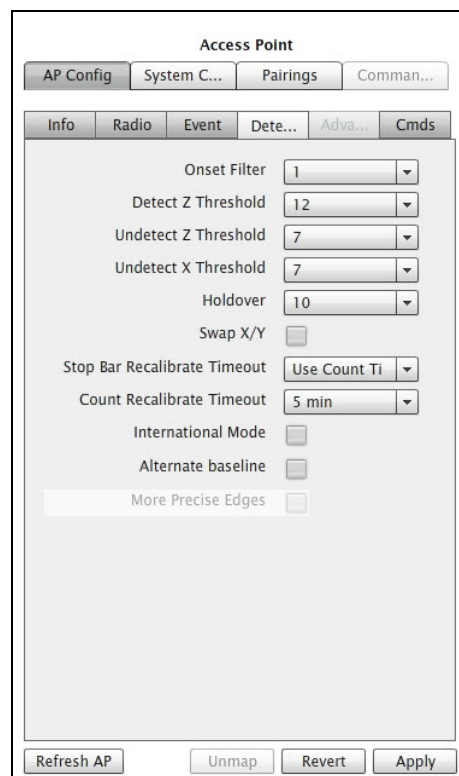 Access Point
AP Config System C... Pairings Comman...
Info Radio Event Dete... Adva... Cmds
Onset Filter 1
Detect Z Threshold 12
Undetect Z Threshold 7
Undetect X Threshold 7
Holdover 10
Swap X/Y
Stop Bar Recalibrate Timeout Use Count Ti
Count Recalibrate Timeout 5 min
International Mode
Alternate baseline
More Precise Edges
Refresh AP Unmap Revert Apply